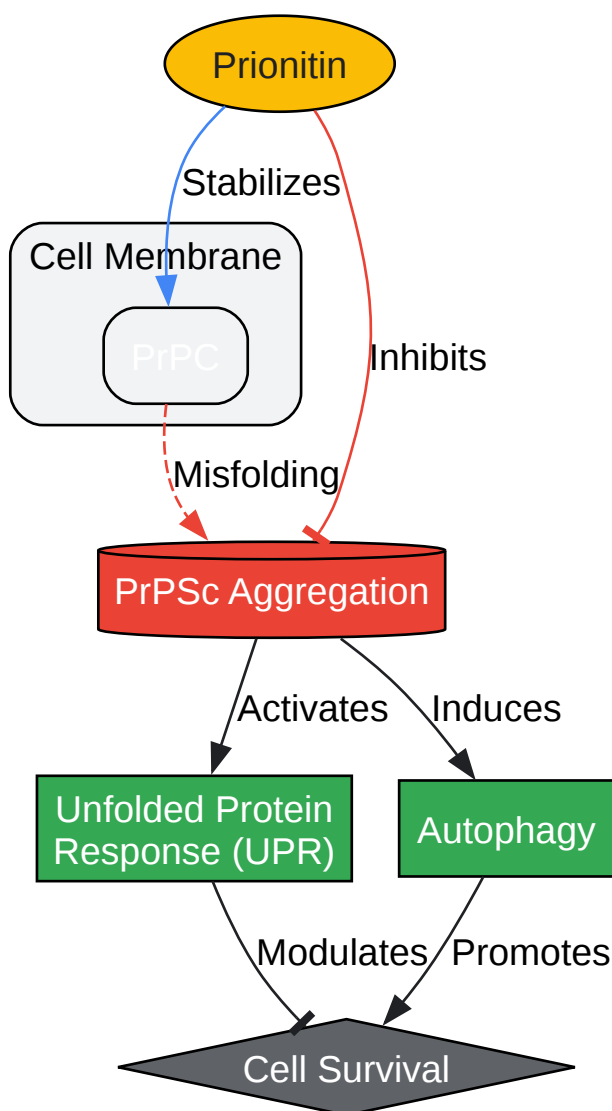 Prionitin
Stabilizes
Cell Membrane
PrPC
Inhibits
Misfolding
PrPSc Aggregation
Activates
Induces
Unfolded Protein
Response (UPR)
Autophagy
Modulates
Promotes
Cell Survival